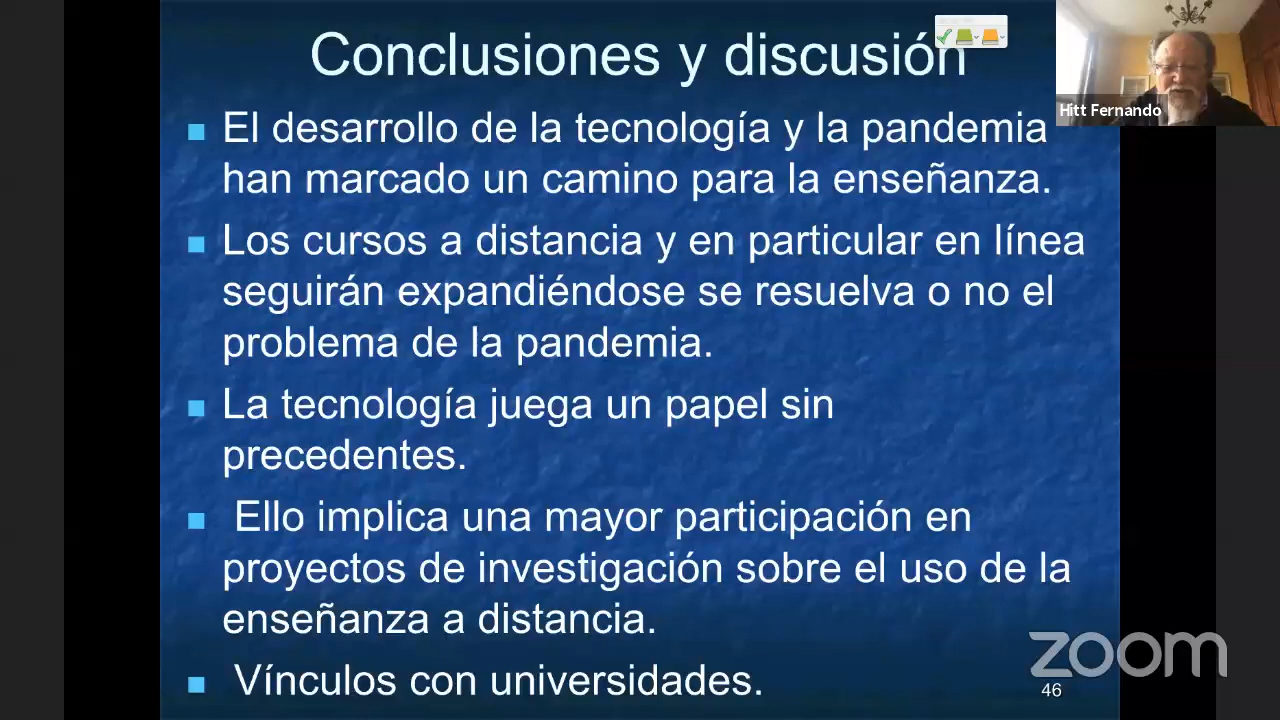 Conclusiones y discusión
Hitt Fernando
■ El desarrollo de la tecnología y la pandemia
han marcado un camino para la enseñanza.
■ Los cursos a distancia y en particular en línea
seguirán expandiéndose se resuelva o no el
problema de la pandemia.
■ La tecnología juega un papel sin
precedentes.
■ Ello implica una mayor participación en
proyectos de investigación sobre el uso de la
enseñanza a distancia.
■ Vínculos con universidades.
zoom
46